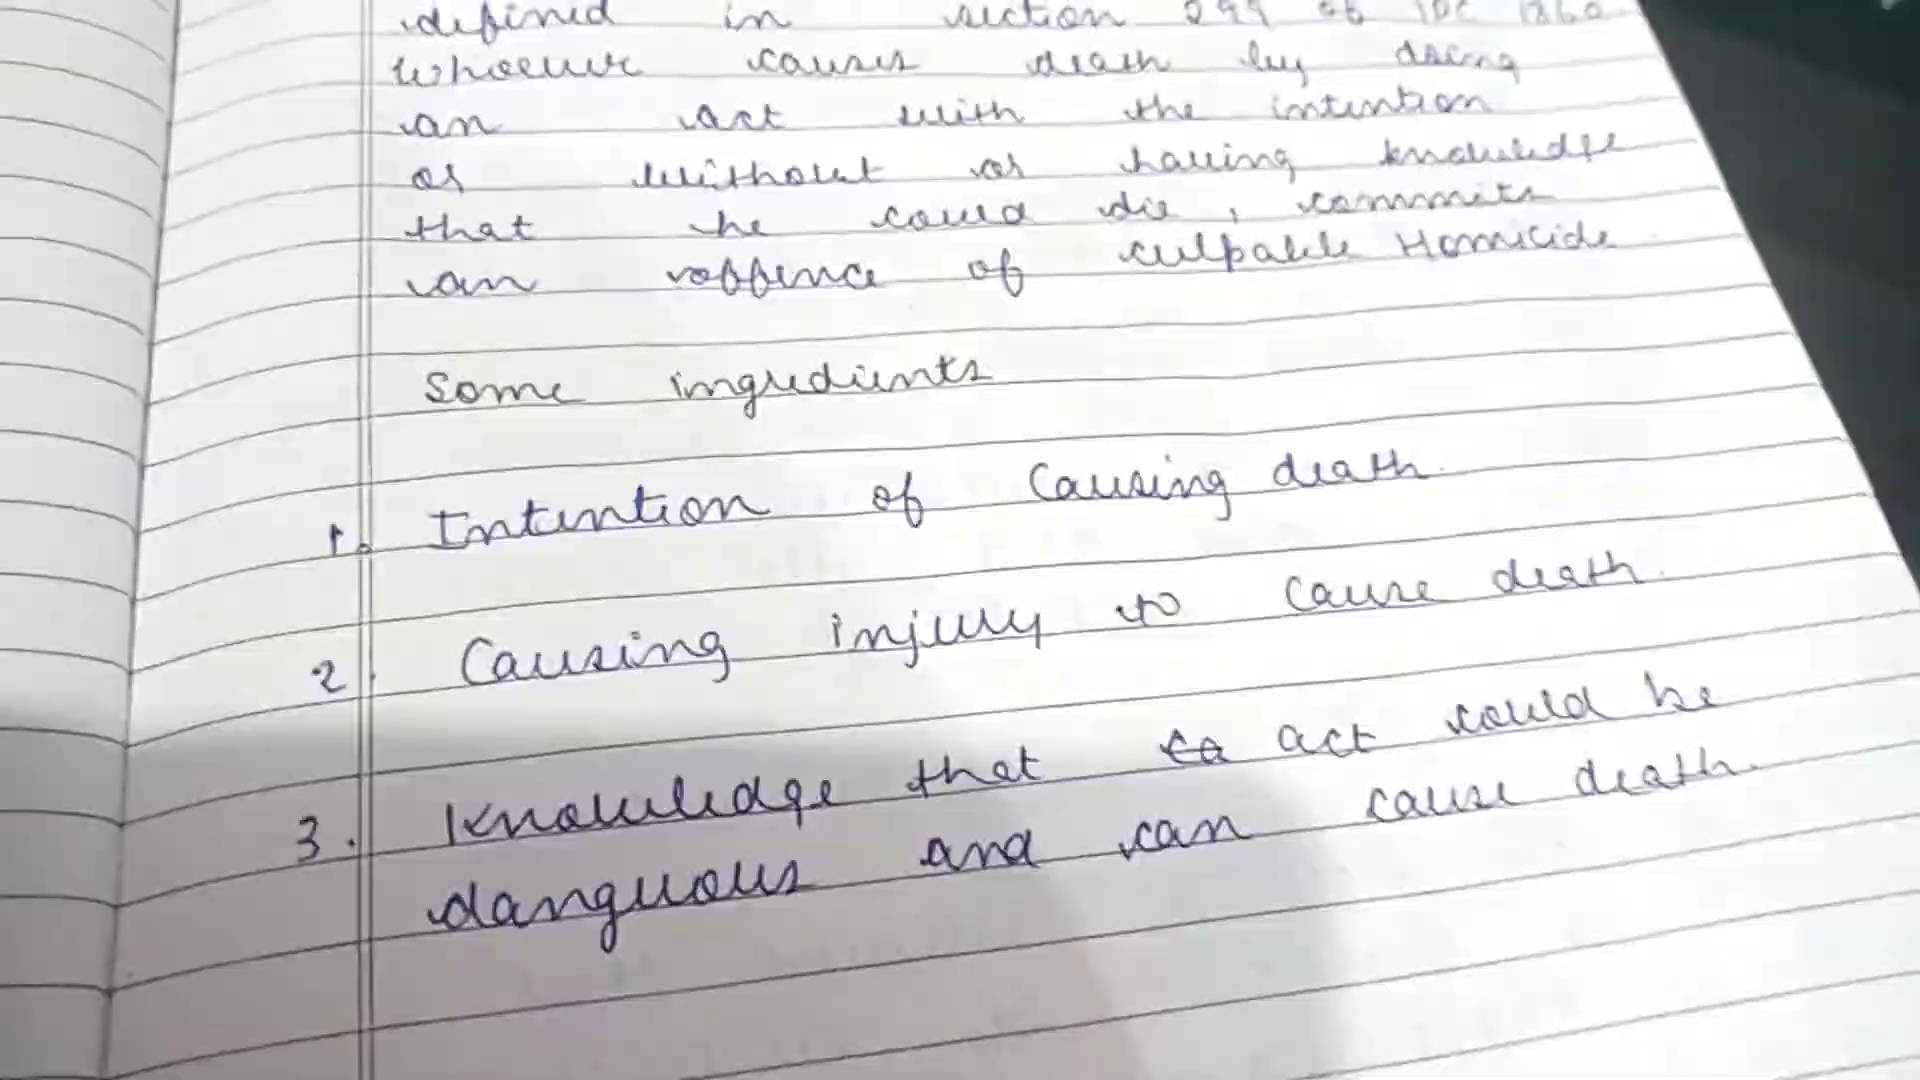 defined in section 299 of IPC 1860
Whoever causes death by doing
an act with the intention
or without or having knowledge
that he could die, commits
an offence of culpable Homicide
Some ingredients
1. Intention of Causing death.
2. Causing injury to cause death.
3. Knowledge that act could be
dangerous and can cause death.